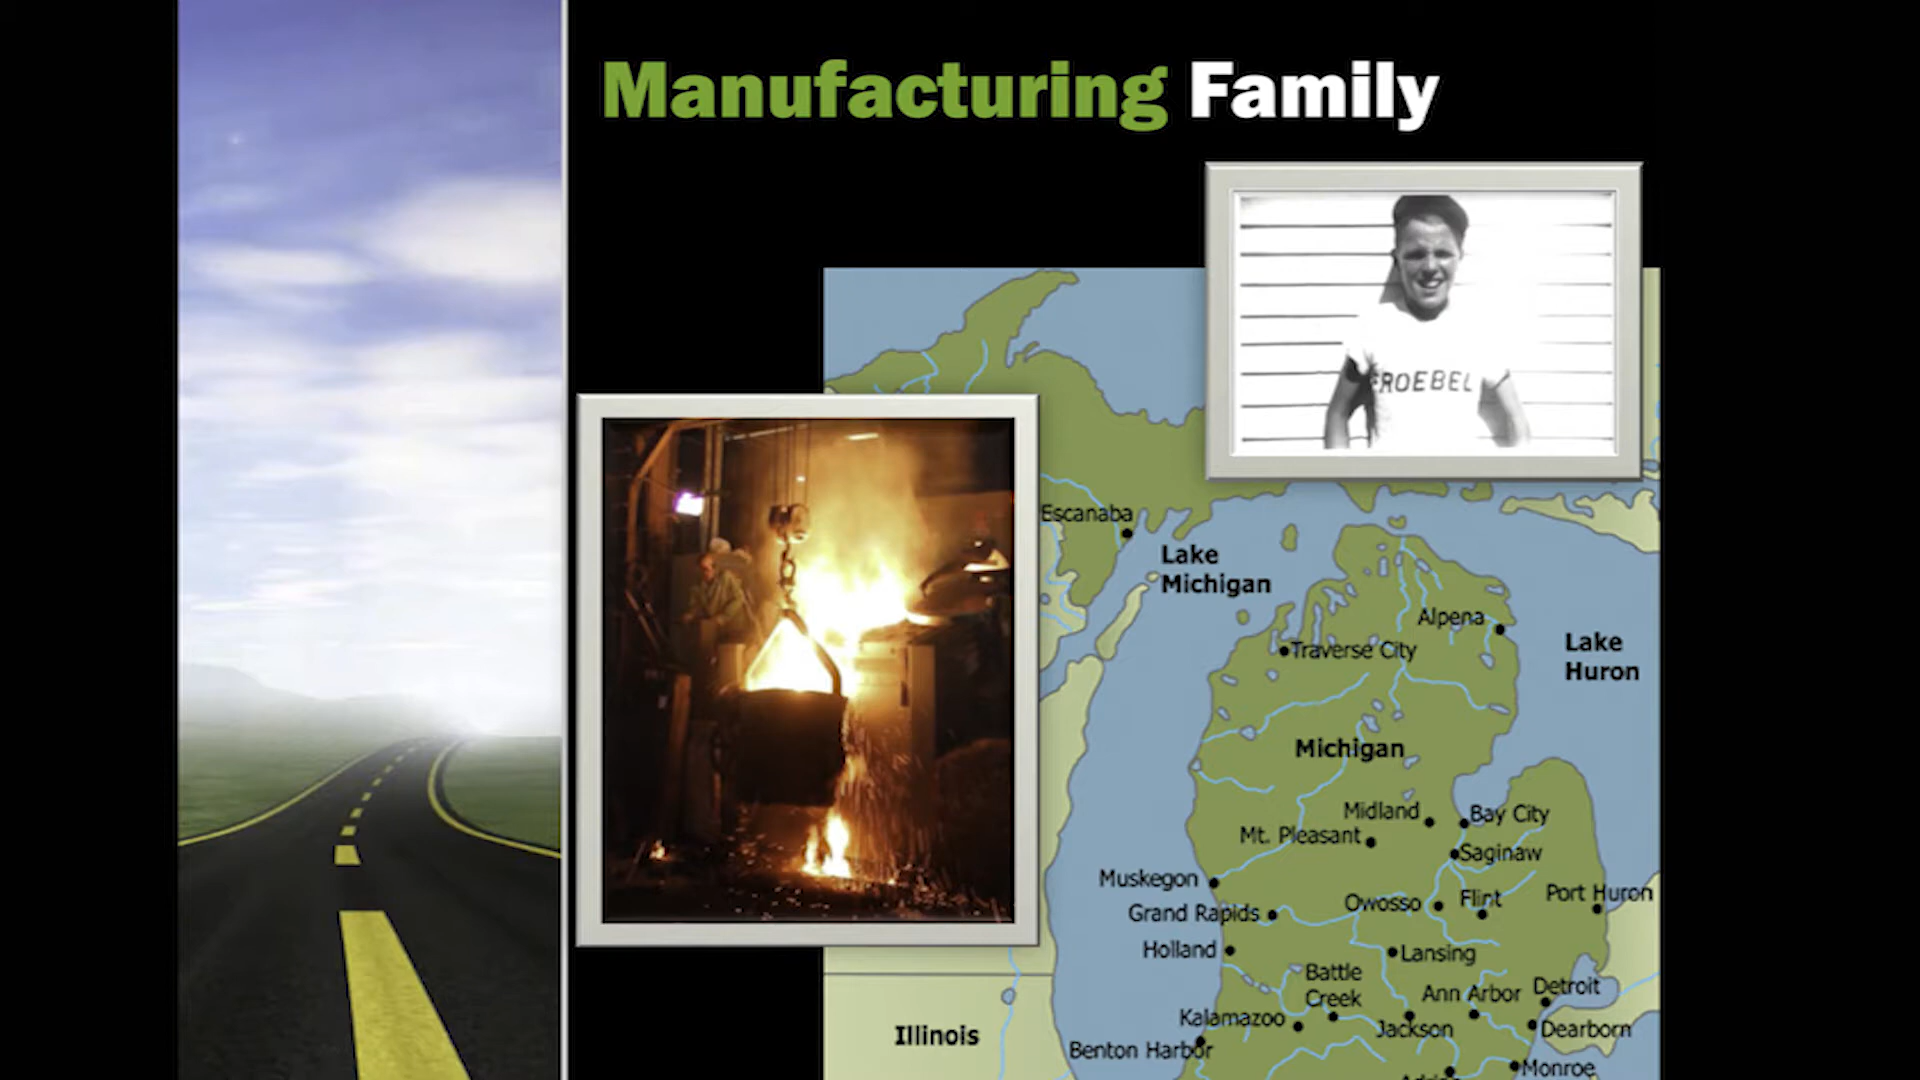 Manufacturing Family
ROEBEL
Escanaba
Lake
Michigan
Alpena
Traverse City
Lake
Huron
Michigan
Midland
Bay City
Mt. Pleasant
Saginaw
Muskegon
Owosso
Flint
Port Huron
Grand Rapids
Holland
Lansing
Battle
Creek
Ann Arbor
Detroit
Kalamazoo
Jackson
Dearborn
Illinois
Benton Harbor
Monroe